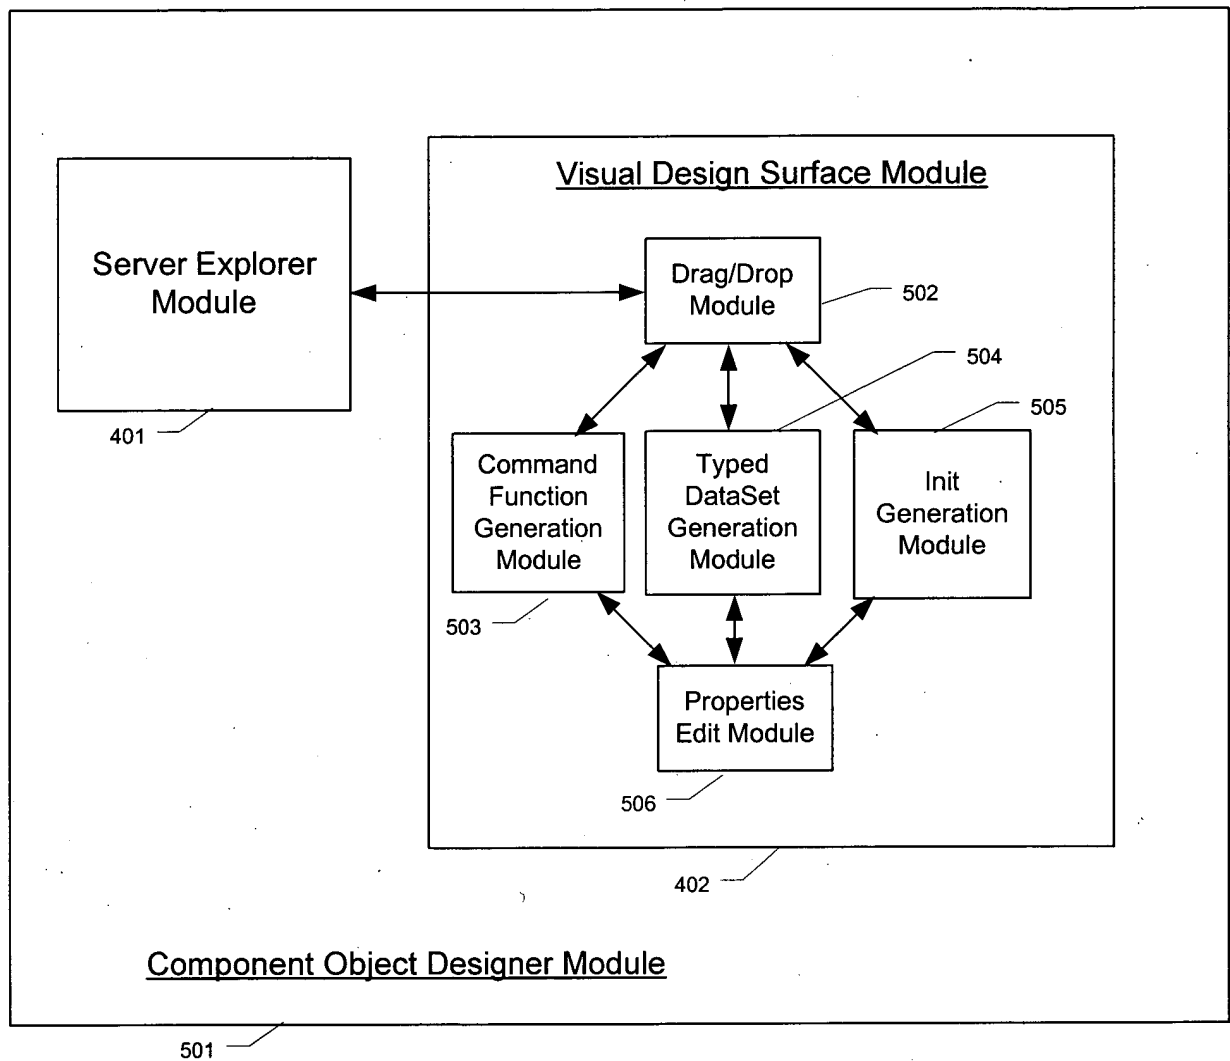 Visual Design Surface Module
Server Explorer
Module
Drag/Drop
Module
502
504
505
401
Command
Function
Generation
Module
Typed
DataSet
Generation
Module
Init
Generation
Module
503
Properties
Edit Module
506
402
Component Object Designer Module
501